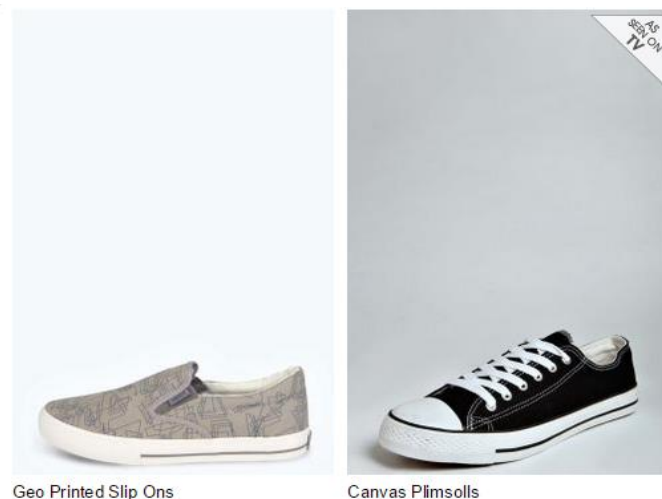 AS
SEEN ON
TV
Geo Printed Slip Ons
Canvas Plimsolls